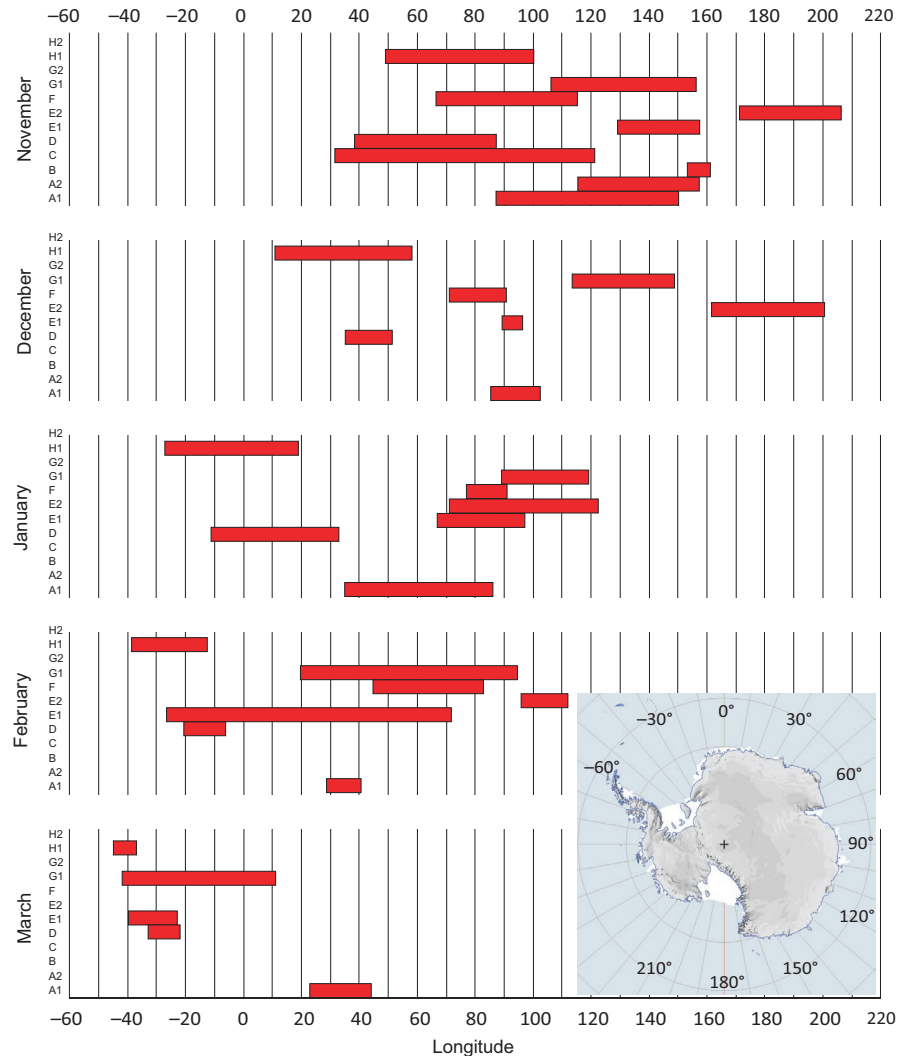 −60 −40 −20 0 20 40 60 80 100 120 140 160 180 200 220
November
H2
H1
G2
G1
F
E2
E1
D
C
B
A2
A1
December
H2
H1
G2
G1
F
E2
E1
D
C
B
A2
A1
January
H2
H1
G2
G1
F
E2
E1
D
C
B
A2
A1
February
H2
H1
G2
G1
F
E2
E1
D
C
B
A2
A1
March
H2
H1
G2
G1
F
E2
E1
D
C
B
A2
A1
0°
−30° 30°
−60° 60°
90°
120°
210° 150°
180°
−60 −40 −20 0 20 40 60 80 100 120 140 160 180 200 220
Longitude